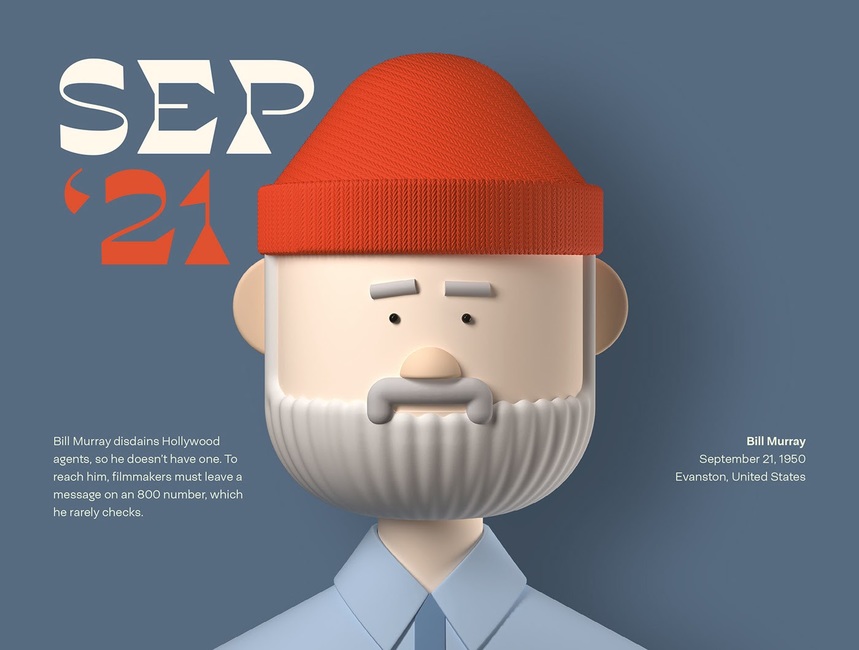 SEP
‘21
Bill Murray disdains Hollywood
agents, so he doesn't have one. To
reach him, filmmakers must leave a
message on an 800 number, which
he rarely checks.
Bill Murray
September 21, 1950
Evanston, United States